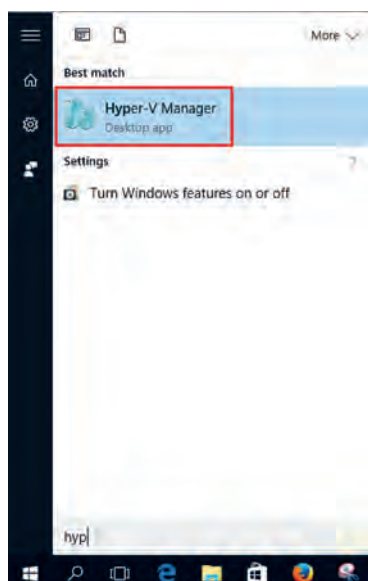 More
Best match
Hyper-V Manager
Desktop app
Settings
Turn Windows features on or off
hyp